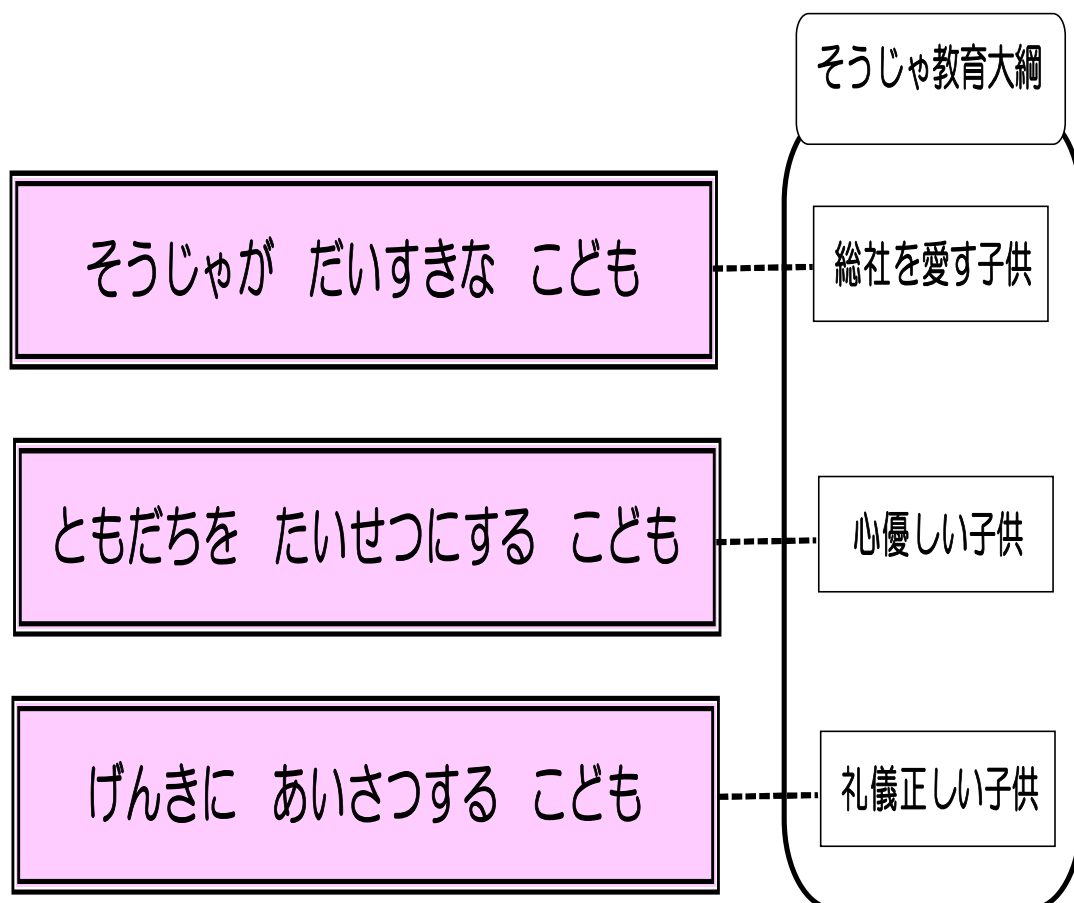 そうじゃ教育大綱
そうじゃが だいすきな こども
総社を愛す子供
ともだちを たいせつにする こども
心優しい子供
げんきに あいさつする こども
礼儀正しい子供